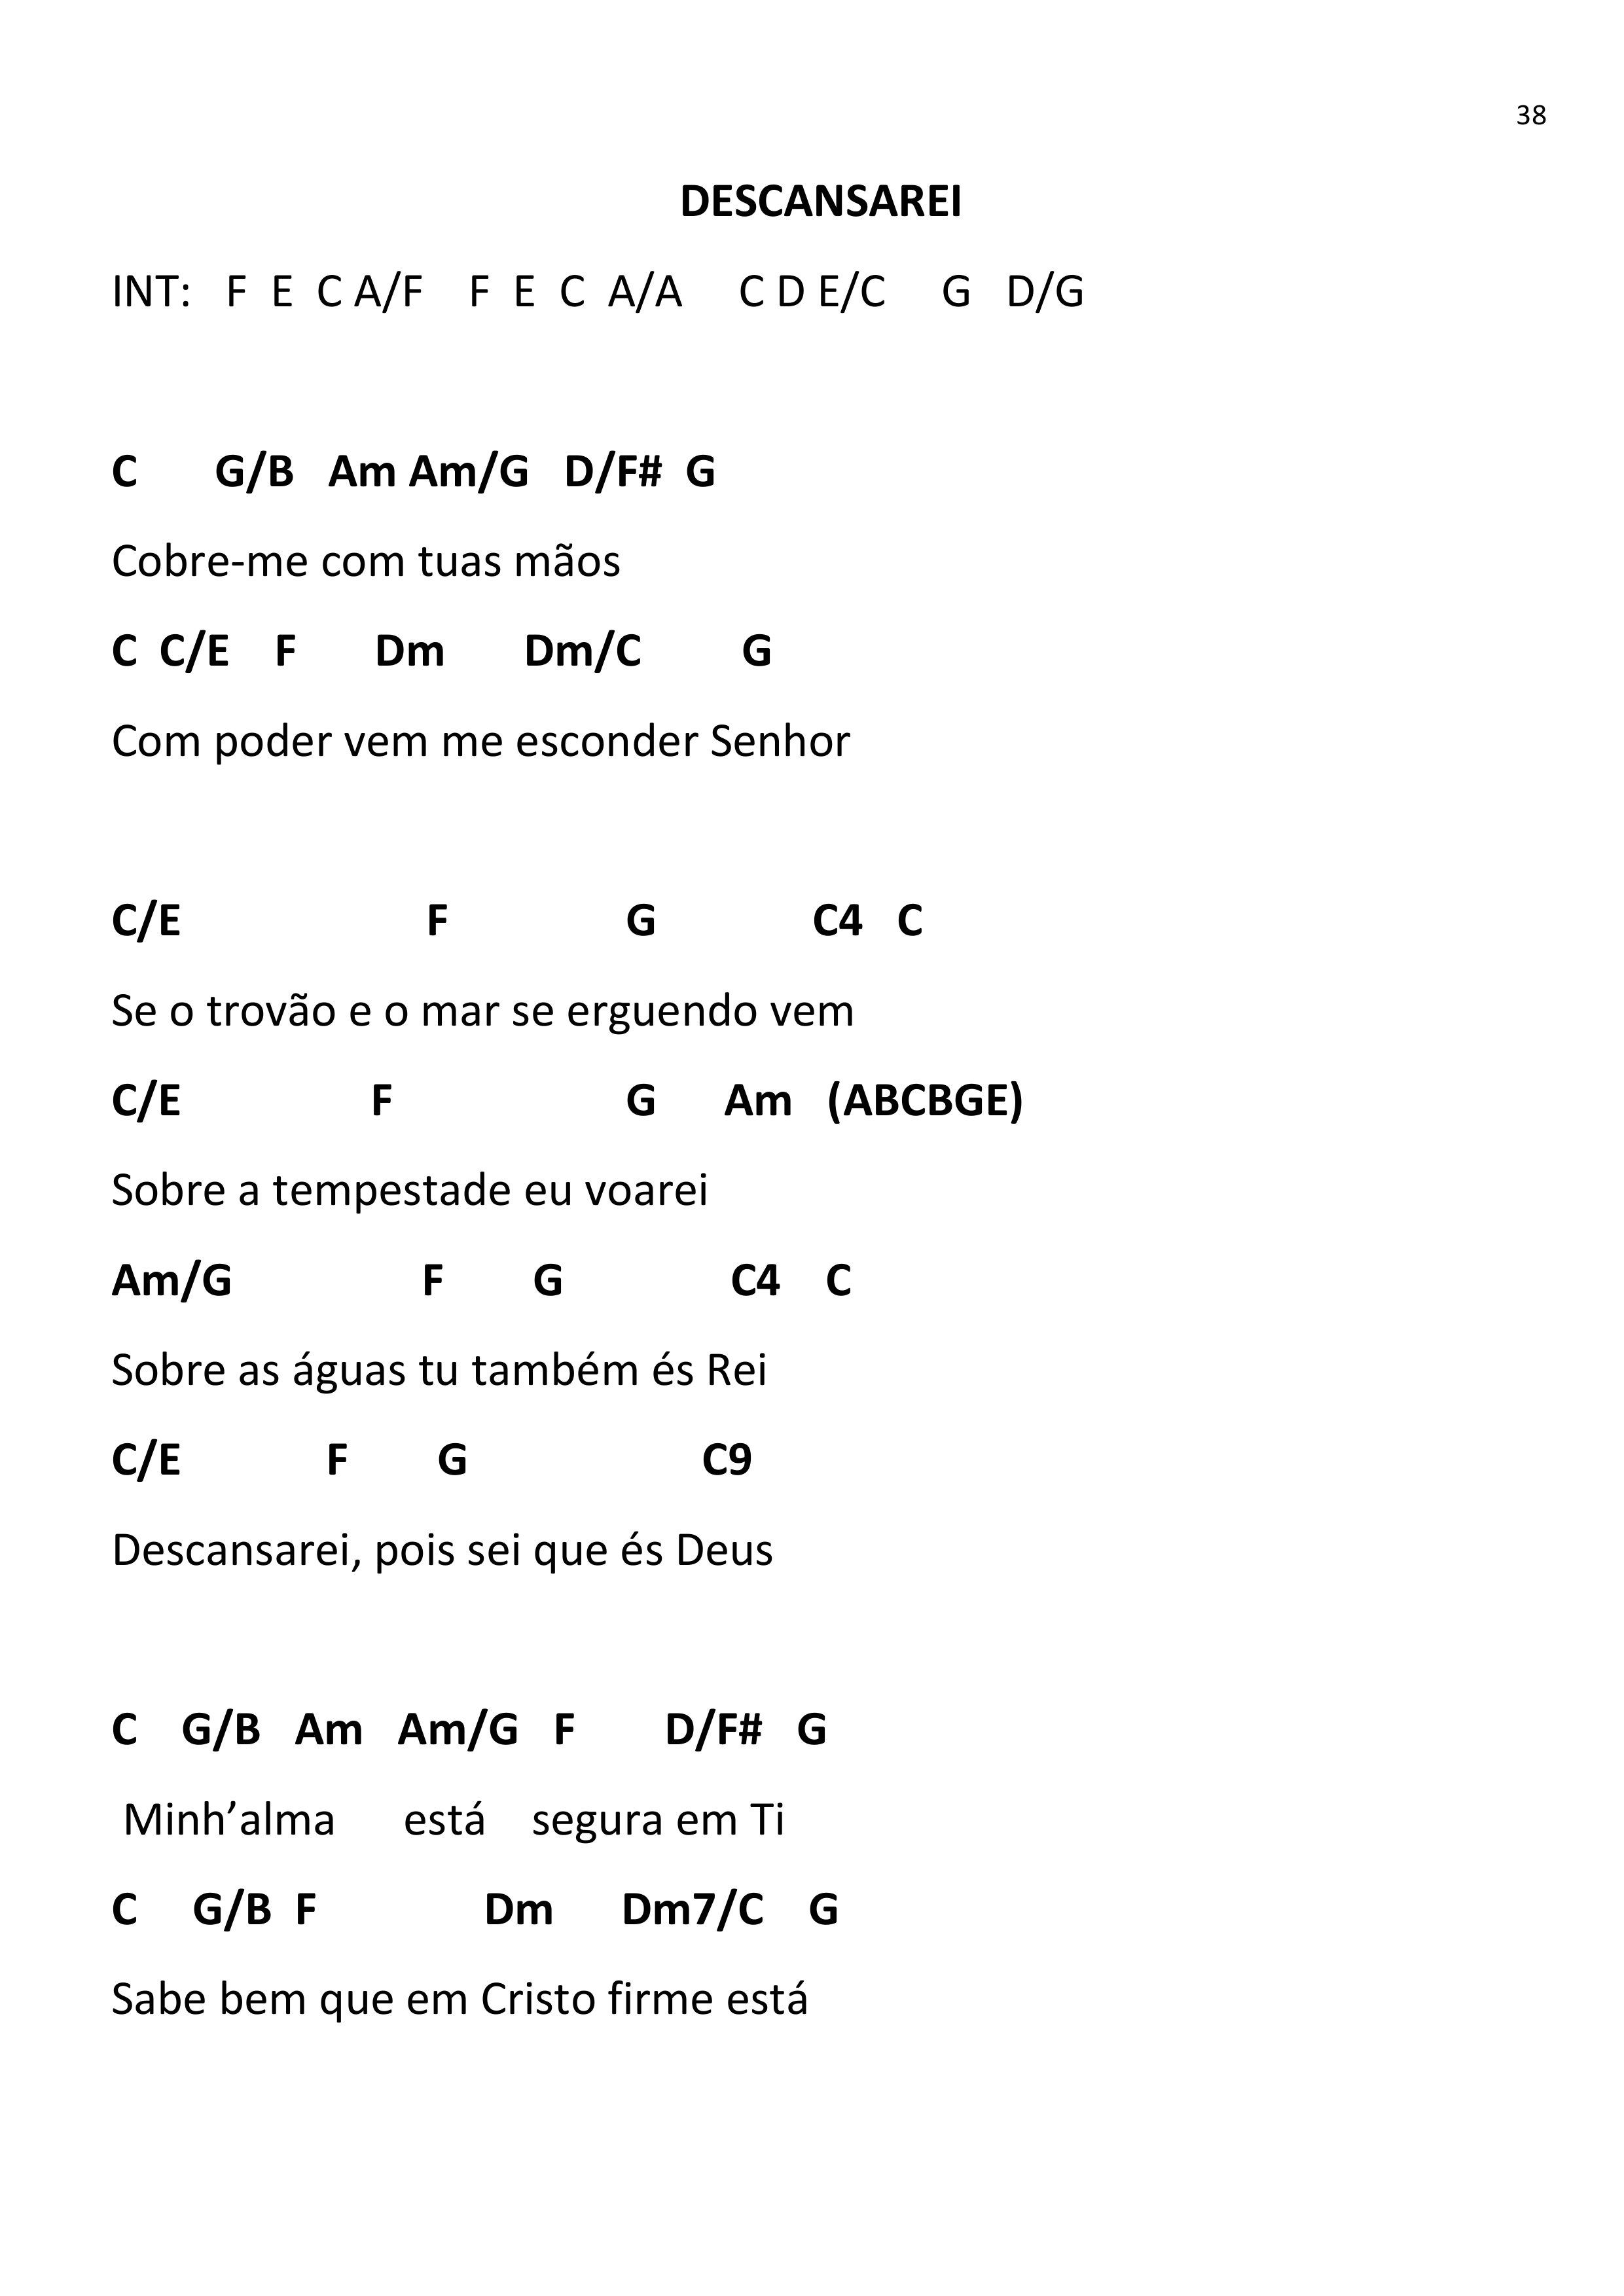 38
DESCANSAREI
INT: F E C A/F F E C A/A C D E/C G D/G
C G/B Am Am/G D/F# G
Cobre-me com tuas mãos
C C/E F Dm Dm/C G
Com poder vem me esconder Senhor
C/E F G C4 C
Se o trovão e o mar se erguendo vem
C/E F G Am (ABCBGE)
Sobre a tempestade eu voarei
Am/G F G C4 C
Sobre as águas tu também és Rei
C/E F G C9
Descansarei, pois sei que és Deus
C G/B Am Am/G F D/F# G
Minh’alma está segura em Ti
C G/B F Dm Dm7/C G
Sabe bem que em Cristo firme está